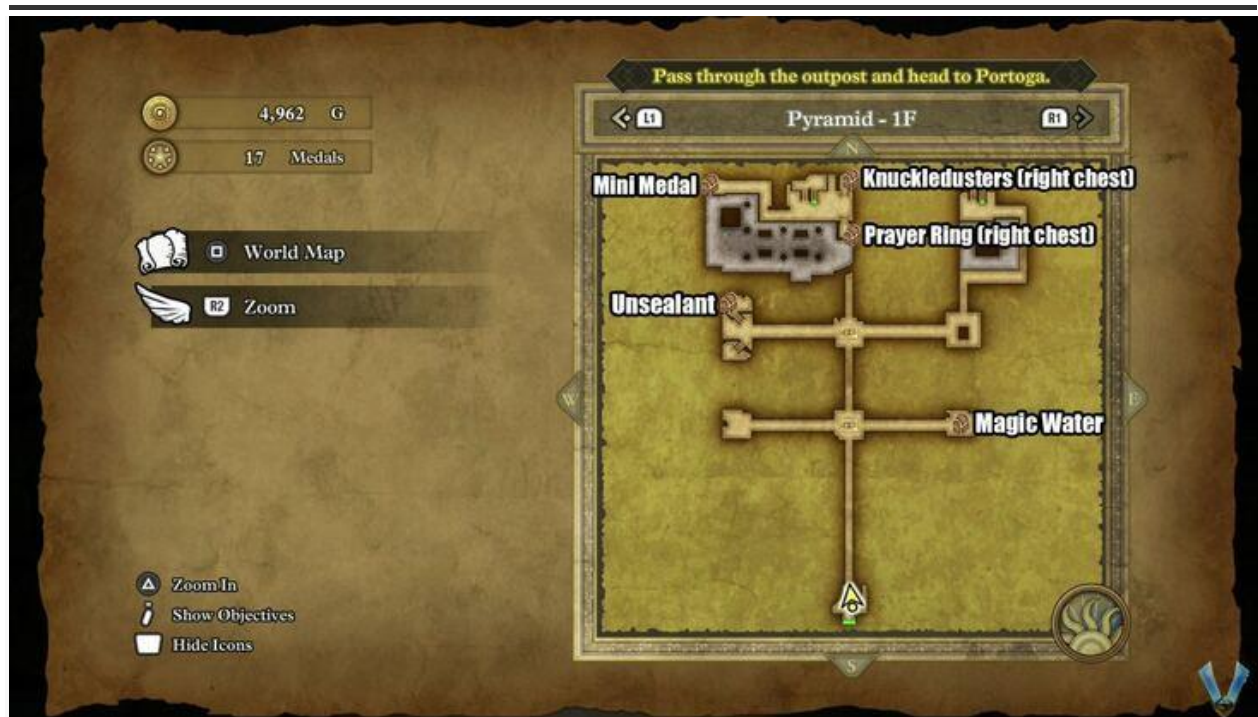 Pass through the outpost and head to Portoga.
4,962 G
17 Medals
L1 Pyramid - 1F R1
N
Mini Medal
Knuckledusters (right chest)
Prayer Ring (right chest)
World Map
R2 Zoom
Unsealant
W
E
Magic Water
Zoom In
Show Objectives
Hide Icons
S